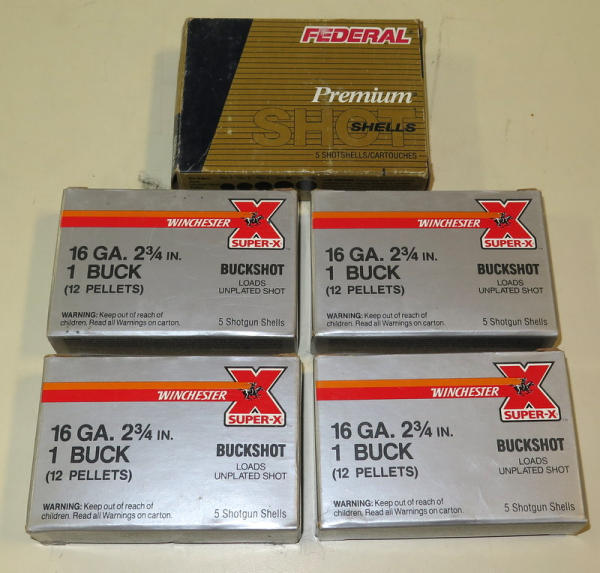 FEDERAL
Premium
SHOT
SHELLS
5 SHOTSHELLS/CARTOUCHES
WINCHESTER
X
SUPER-X
16 GA. 2¾ IN.
1 BUCK
(12 PELLETS)
BUCKSHOT
LOADS
UNPLATED SHOT
WARNING: Keep out of reach of
children. Read all Warnings on carton.
5 Shotgun Shells
WINCHESTER
X
SUPER-X
16 GA. 2¾ IN.
1 BUCK
(12 PELLETS)
BUCKSHOT
LOADS
UNPLATED SHOT
WARNING: Keep out of reach of
children. Read all Warnings on carton.
5 Shotgun Shells
WINCHESTER
X
SUPER-X
16 GA. 2¾ IN.
1 BUCK
(12 PELLETS)
BUCKSHOT
LOADS
UNPLATED SHOT
WARNING: Keep out of reach of
children. Read all Warnings on carton.
5 Shotgun Shells
WINCHESTER
X
SUPER-X
16 GA. 2¾ IN.
1 BUCK
(12 PELLETS)
BUCKSHOT
LOADS
UNPLATED SHOT
WARNING: Keep out of reach of
children. Read all Warnings on carton.
5 Shotgun Shells